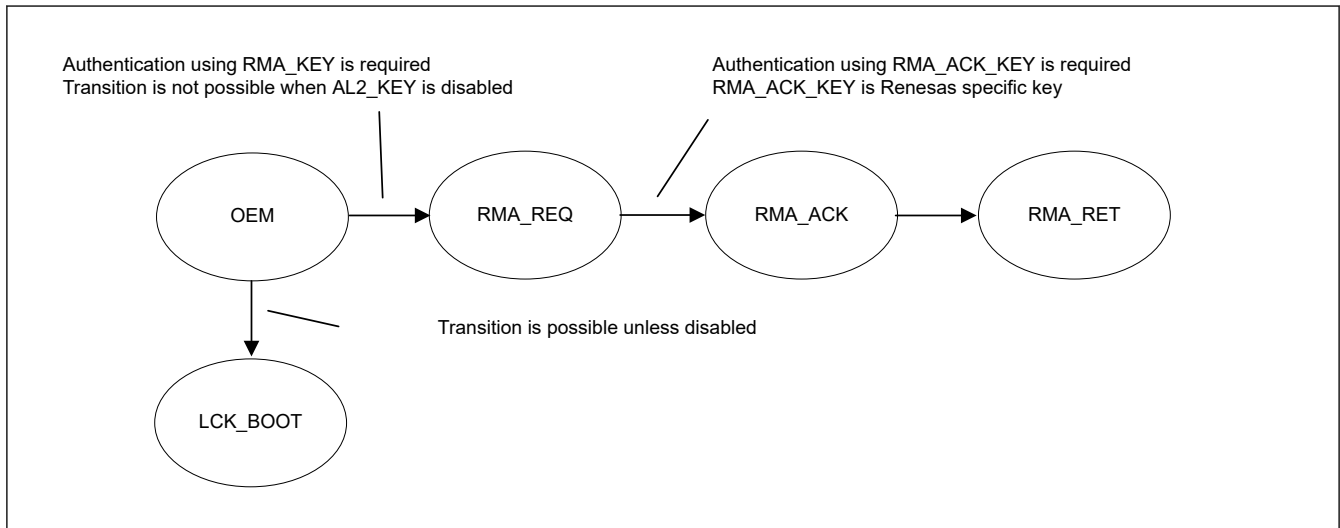 Authentication using RMA_KEY is required
Transition is not possible when AL2_KEY is disabled
Authentication using RMA_ACK_KEY is required
RMA_ACK_KEY is Renesas specific key
OEM
RMA_REQ
RMA_ACK
RMA_RET
Transition is possible unless disabled
LCK_BOOT